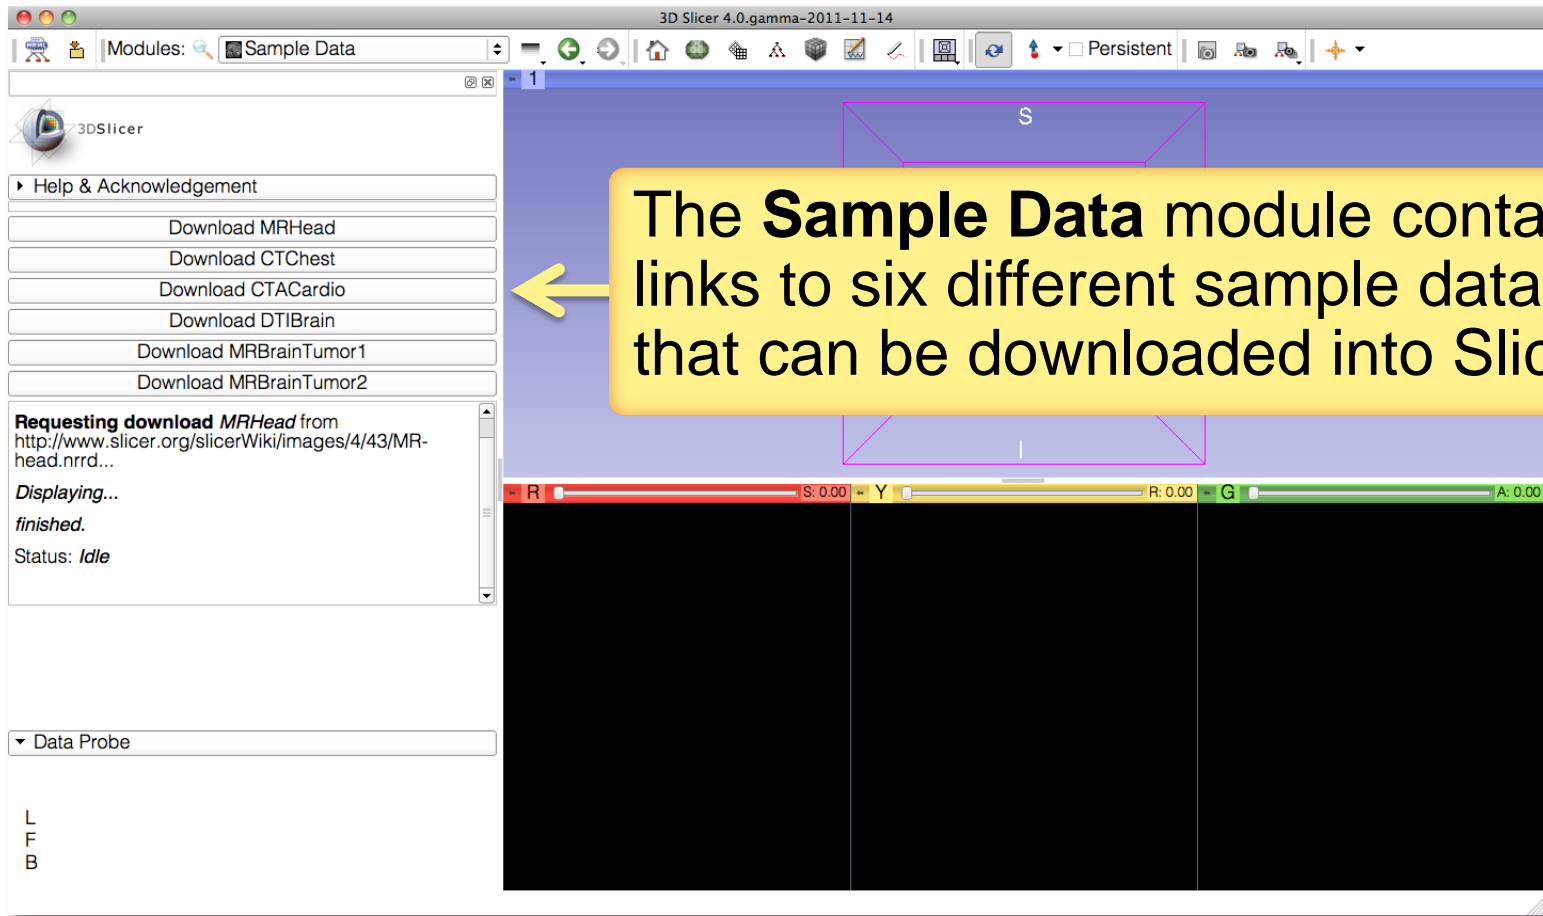 3D Slicer 4.0.gamma-2011-11-14
Modules: Sample Data
Persistent
1
3DSlicer
Help & Acknowledgement
Download MRHead
Download CTChest
Download CTACardio
Download DTIBrain
Download MRBrainTumor1
Download MRBrainTumor2
Requesting download MRHead from
http://www.slicer.org/slicerWiki/images/4/43/MR-
head.nrrd...
Displaying...
finished.
Status: Idle
Data Probe
L
F
B
S
The Sample Data module conta
links to six different sample data
that can be downloaded into Slic
I
R S: 0.00 Y R: 0.00 G A: 0.00